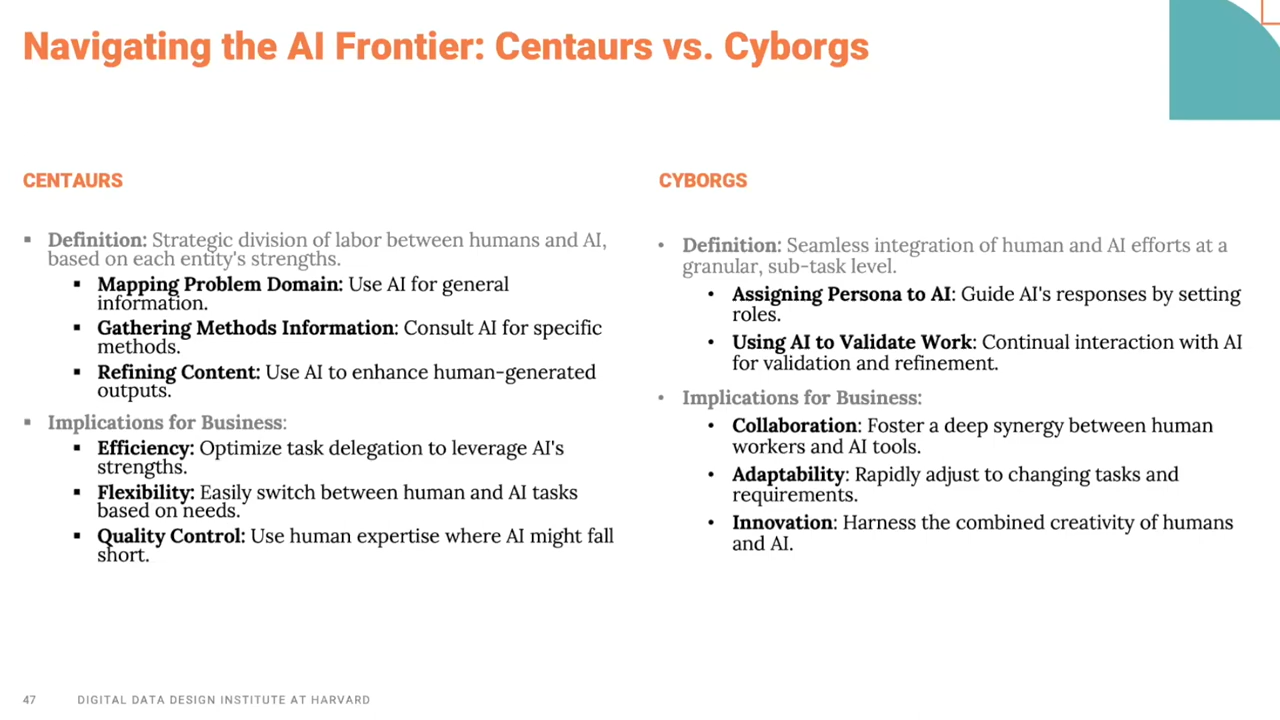 Navigating the AI Frontier: Centaurs vs. Cyborgs
CENTAURS
▪ Definition: Strategic division of labor between humans and AI,
based on each entity's strengths.
▪ Mapping Problem Domain: Use AI for general
information.
▪ Gathering Methods Information: Consult AI for specific
methods.
▪ Refining Content: Use AI to enhance human-generated
outputs.
▪ Implications for Business:
▪ Efficiency: Optimize task delegation to leverage AI's
strengths.
▪ Flexibility: Easily switch between human and AI tasks
based on needs.
▪ Quality Control: Use human expertise where AI might fall
short.
CYBORGS
• Definition: Seamless integration of human and AI efforts at a
granular, sub-task level.
• Assigning Persona to AI: Guide AI's responses by setting
roles.
• Using AI to Validate Work: Continual interaction with AI
for validation and refinement.
• Implications for Business:
• Collaboration: Foster a deep synergy between human
workers and AI tools.
• Adaptability: Rapidly adjust to changing tasks and
requirements.
• Innovation: Harness the combined creativity of humans
and AI.
47 DIGITAL DATA DESIGN INSTITUTE AT HARVARD